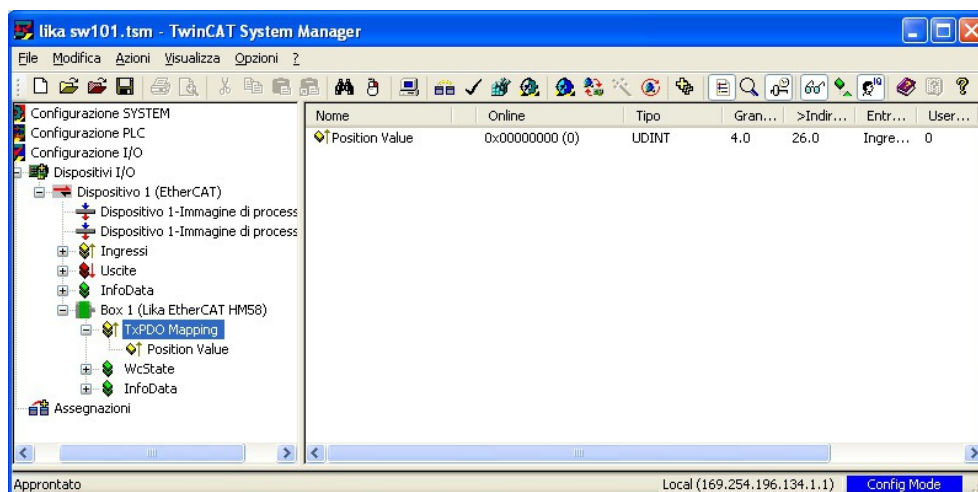 lika sw101.tsm - TwinCAT System Manager
File Modifica Azioni Visualizza Opzioni ?
Configurazione SYSTEM
Configurazione PLC
Configurazione I/O
Dispositivi I/O
Dispositivo 1 (EtherCAT)
Dispositivo 1-Immagine di process
Dispositivo 1-Immagine di process
Ingressi
Uscite
InfoData
Box 1 (Lika EtherCAT HM58)
TxPDO Mapping
Position Value
WcState
InfoData
Assegnazioni
Nome Online Tipo Gran... >Indir... Entr... User...
Position Value 0x00000000 (0) UDINT 4.0 26.0 Ingre... 0
Approntato Local (169.254.196.134.1.1) Config Mode